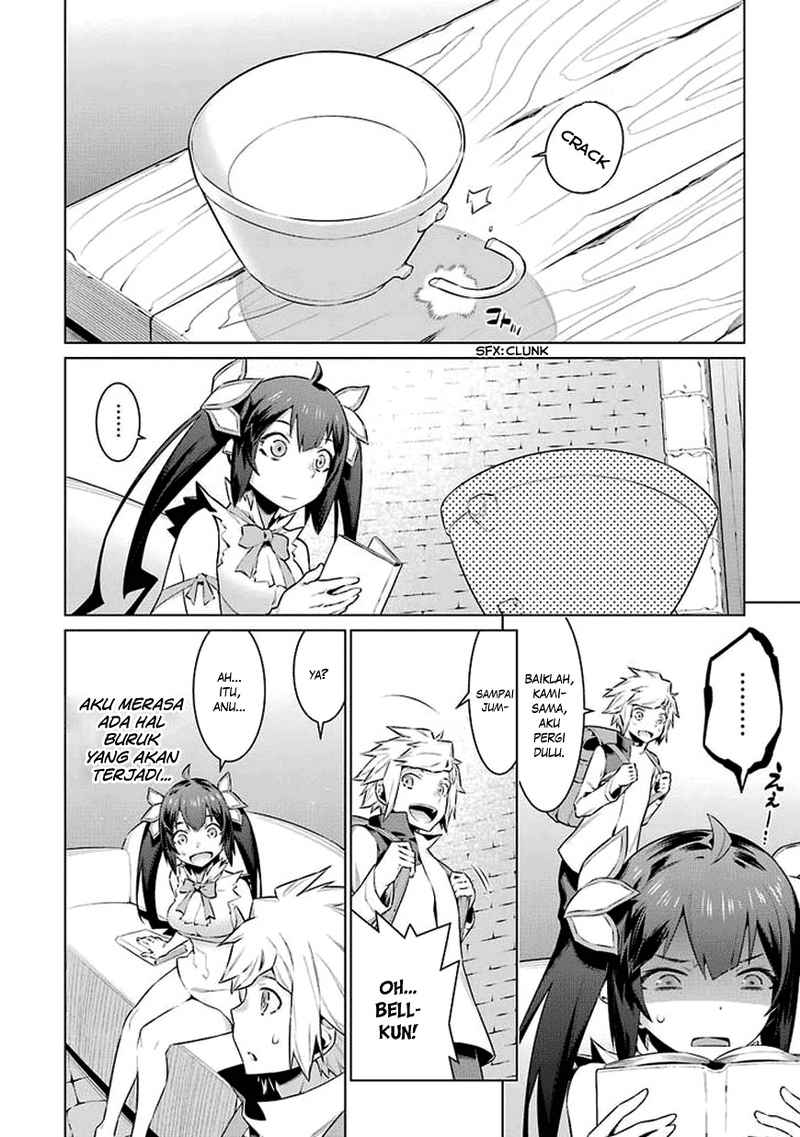 CRACK
コトッ
SFX: CLUNK
......
......
えぇー…
BAIKLAH,
KAMI-
SAMA,
AKU
PERGI
DULU.
SAMPAI
JUM-
OH...
BELL-
KUN!
YA?
AH...
ITU,
ANU...
AKU MERASA
ADA HAL
BURUK
YANG AKAN
TERJADI...